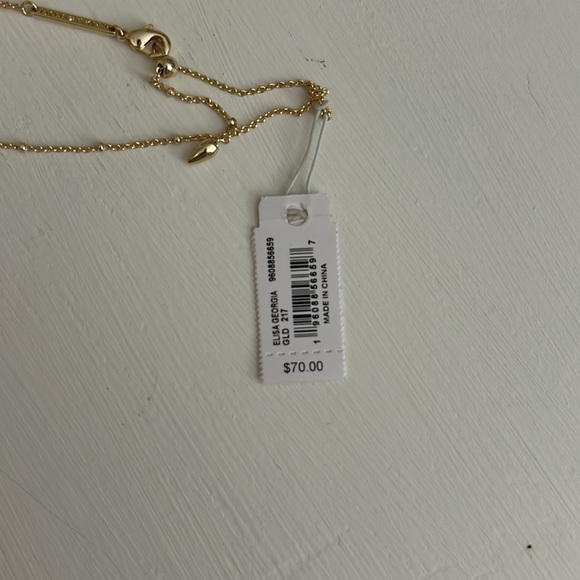 ELISA GEORGIA 9608856659
GLD 217
1 96088 56659 7
MADE IN CHINA
$70.00